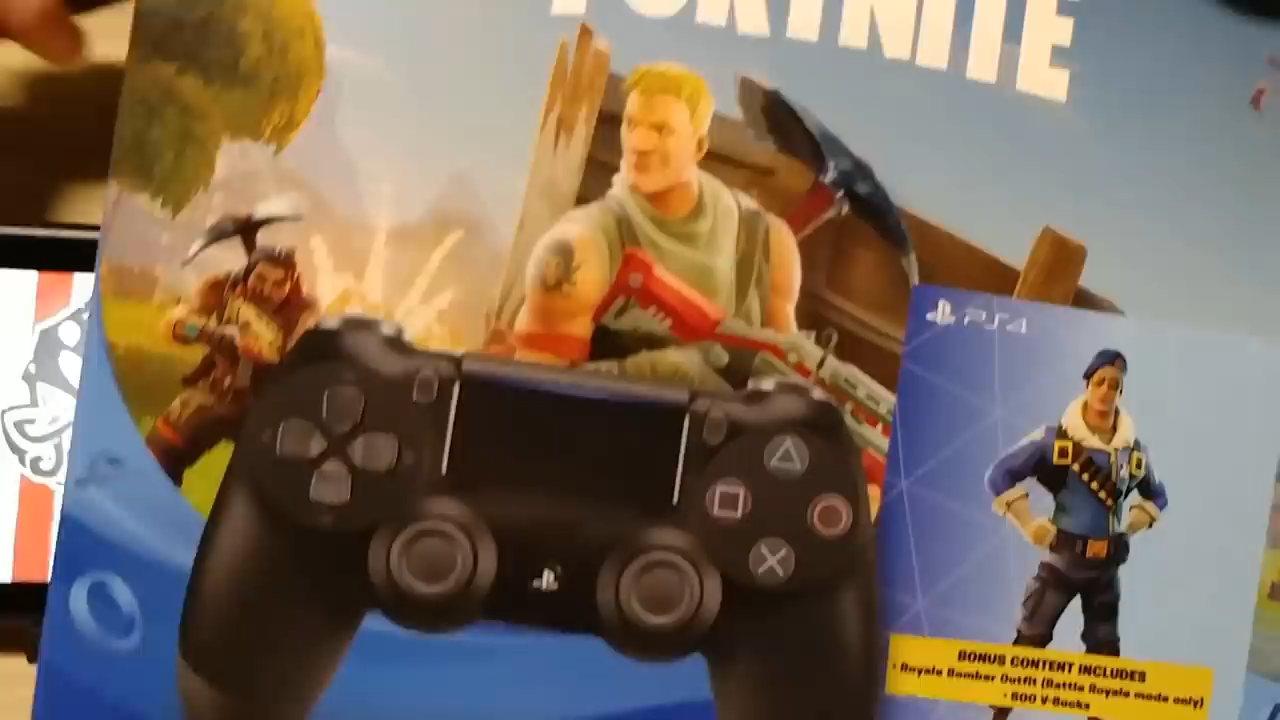 FORTNITE
PS4
BONUS CONTENT INCLUDES
• Royale Bomber Outfit (Battle Royale mode only)
• 500 V-Bucks